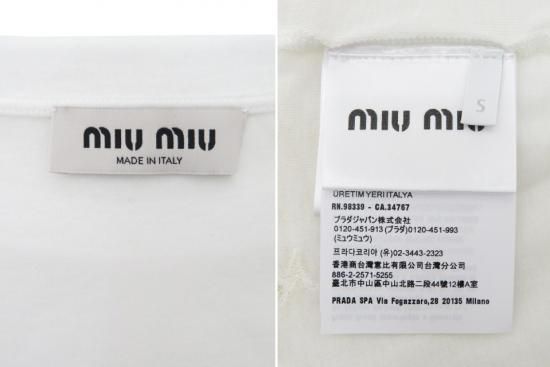 MIU MIU
MADE IN ITALY
MIU MIU
S
ÜRETIM YERI ITALYA
RN.98339 - CA.34767
プラダジャパン株式会社
0120-451-913 (プラダ) 0120-451-993
(ミュウミュウ)
프라다코리아 (유)02-3443-2323
香港商台灣意比有限公司台灣分公司
886-2-2571-5255
臺北市中山區中山北路二段44號12樓A室
PRADA SPA Via Fogazzaro,28 20135 Milano